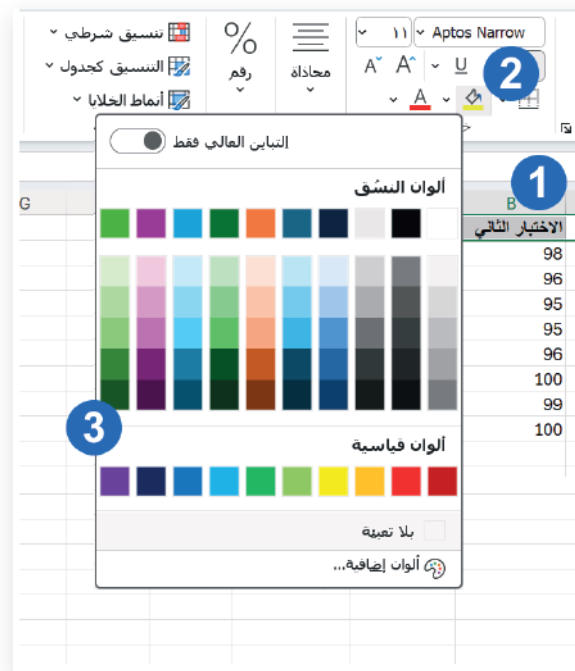 Aptos Narrow ١١
2
U A^ A˅
A
محاذاة
% رقم
تنسيق شرطي
التنسيق كجدول
أنماط الخلايا
التباين العالي فقط
ألوان النسُق
3
ألوان قياسية
بلا تعبئة
ألوان إضافية...
1
B
G
الاختبار الثاني
98
96
95
95
96
100
99
100